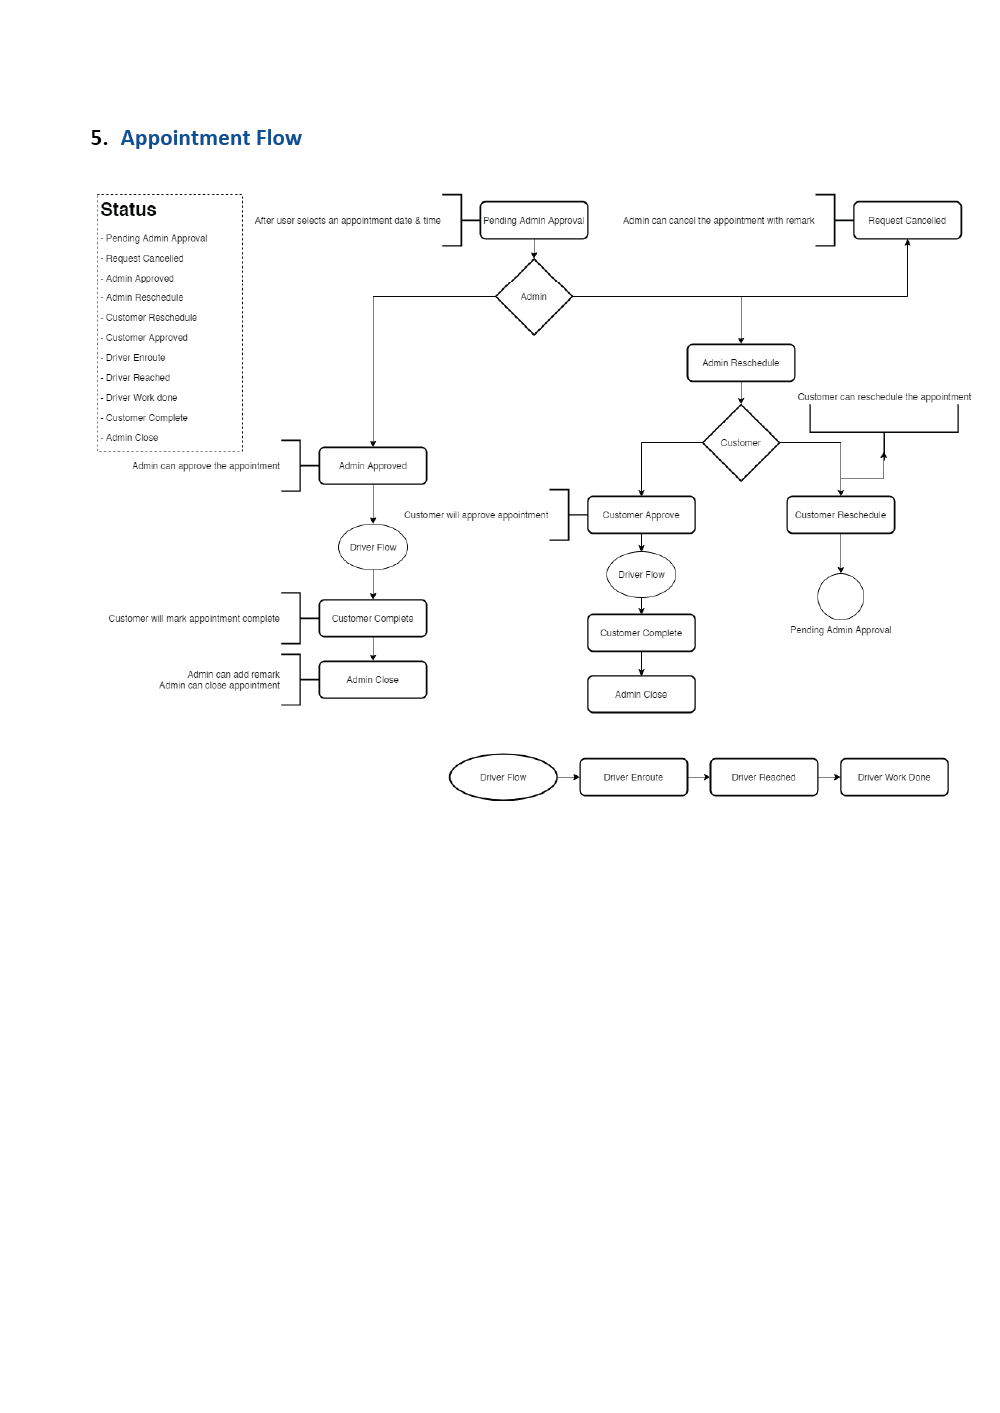 5. Appointment Flow
Status
- Pending Admin Approval
- Request Cancelled
- Admin Approved
- Admin Reschedule
- Customer Reschedule
- Customer Approved
- Driver Enroute
- Driver Reached
- Driver Work done
- Customer Complete
- Admin Close
After user selects an appointment date & time
Pending Admin Approval
Admin can cancel the appointment with remark
Request Cancelled
Admin
Admin Reschedule
Customer can reschedule the appointment
Customer
Admin can approve the appointment
Admin Approved
Customer will approve appointment
Customer Approve
Customer Reschedule
Driver Flow
Driver Flow
Pending Admin Approval
Customer will mark appointment complete
Customer Complete
Customer Complete
Admin can add remark
Admin can close appointment
Admin Close
Admin Close
Driver Flow
Driver Enroute
Driver Reached
Driver Work Done